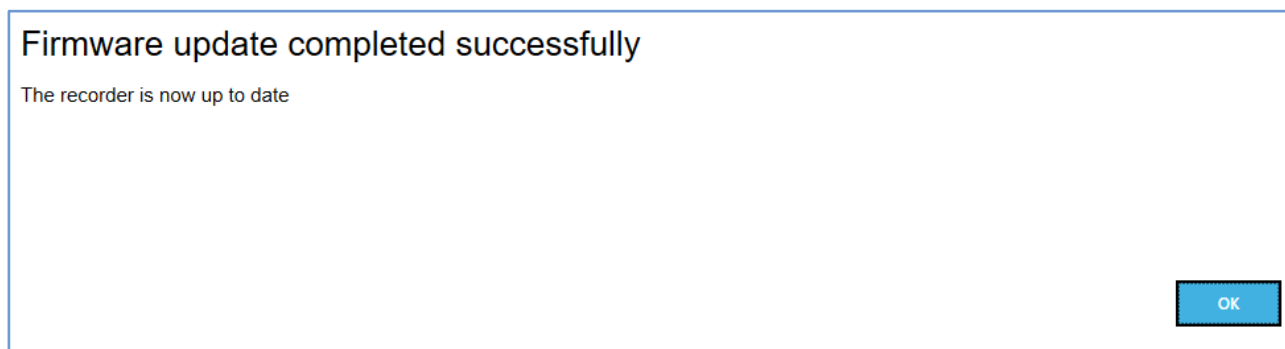 Firmware update completed successfully
The recorder is now up to date
OK